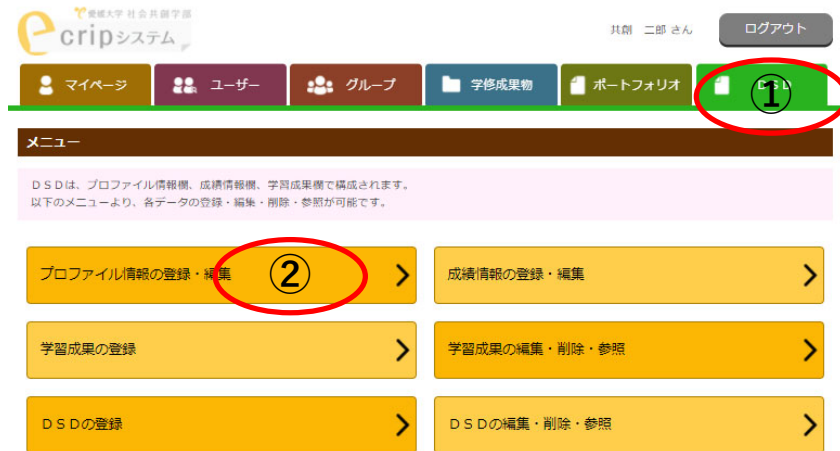 愛媛大学 社会共創学部
ecripシステム
共創　二郎 さん
ログアウト
マイページ
ユーザー
グループ
学修成果物
ポートフォリオ
ＤＳＤ
①
メニュー
ＤＳＤは、プロファイル情報欄、成績情報欄、学習成果欄で構成されます。
以下のメニューより、各データの登録・編集・削除・参照が可能です。
プロファイル情報の登録・編集
②
成績情報の登録・編集
学習成果の登録
学習成果の編集・削除・参照
ＤＳＤの登録
ＤＳＤの編集・削除・参照